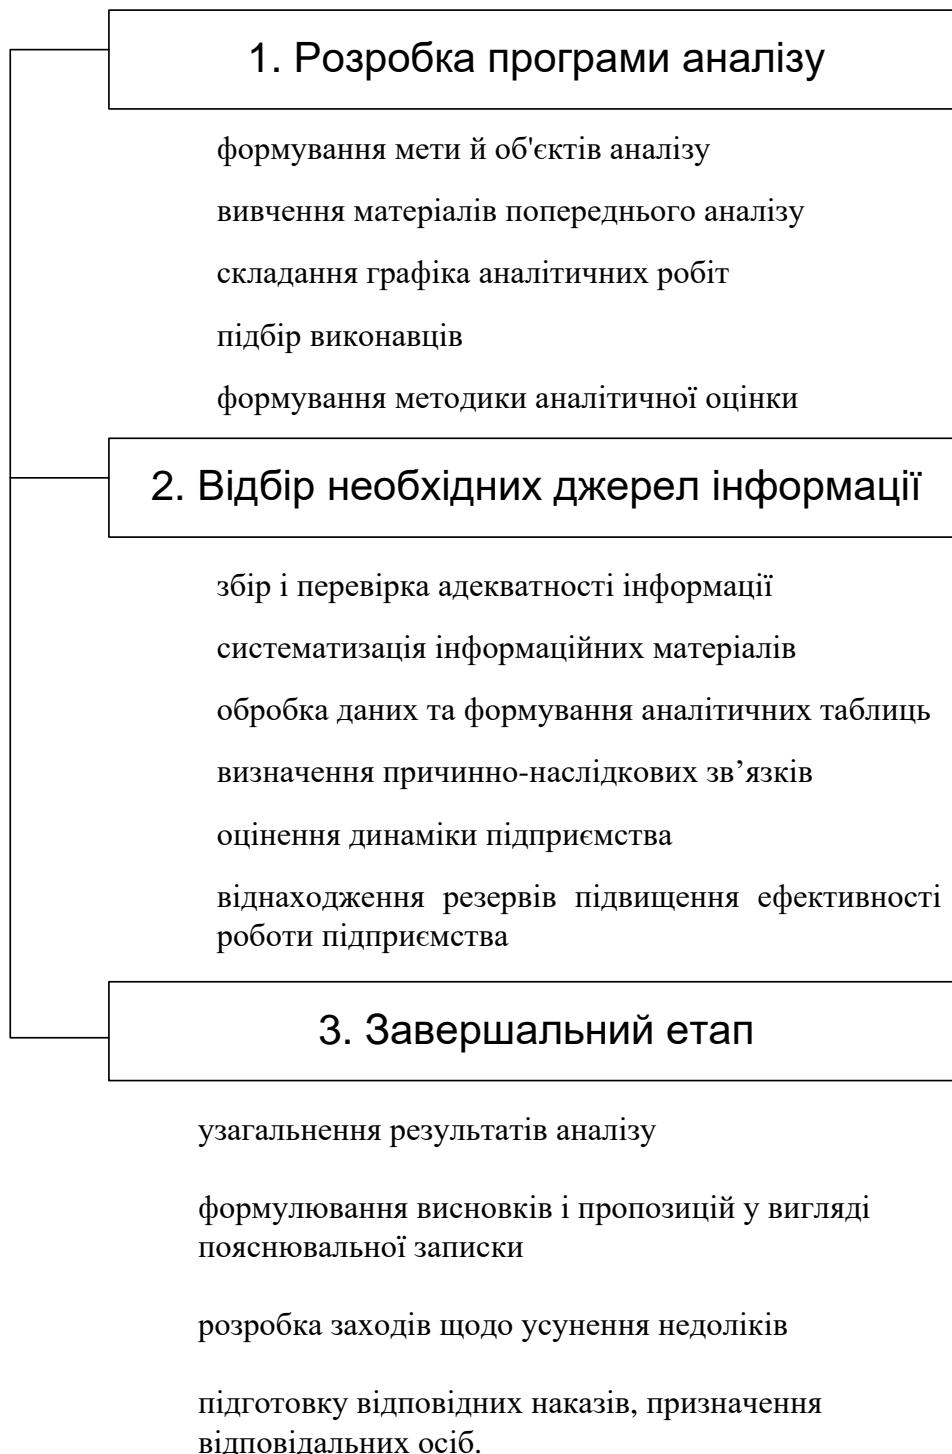 1. Розробка програми аналізу
формування мети й об'єктів аналізу
вивчення матеріалів попереднього аналізу
складання графіка аналітичних робіт
підбір виконавців
формування методики аналітичної оцінки
2. Відбір необхідних джерел інформації
збір і перевірка адекватності інформації
систематизація інформаційних матеріалів
обробка даних та формування аналітичних таблиць
визначення причинно-наслідкових зв’язків
оцінення динаміки підприємства
віднаходження резервів підвищення ефективності
роботи підприємства
3. Завершальний етап
узагальнення результатів аналізу
формулювання висновків і пропозицій у вигляді
пояснювальної записки
розробка заходів щодо усунення недоліків
підготовку відповідних наказів, призначення
відповідальних осіб.